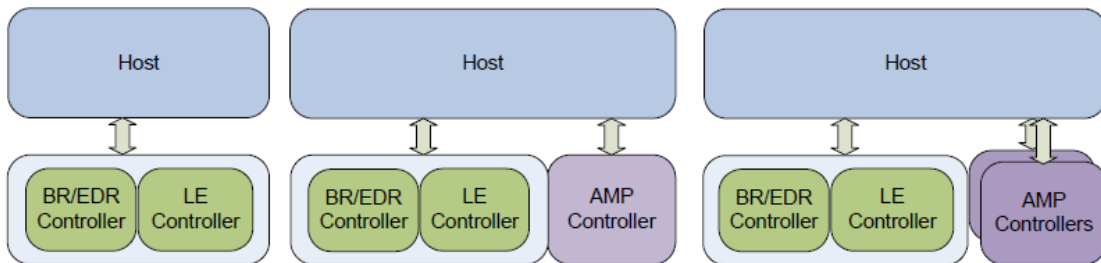 Host
Host
Host
BR/EDR
Controller
LE
Controller
BR/EDR
Controller
LE
Controller
AMP
Controller
BR/EDR
Controller
LE
Controller
AMP
Controllers